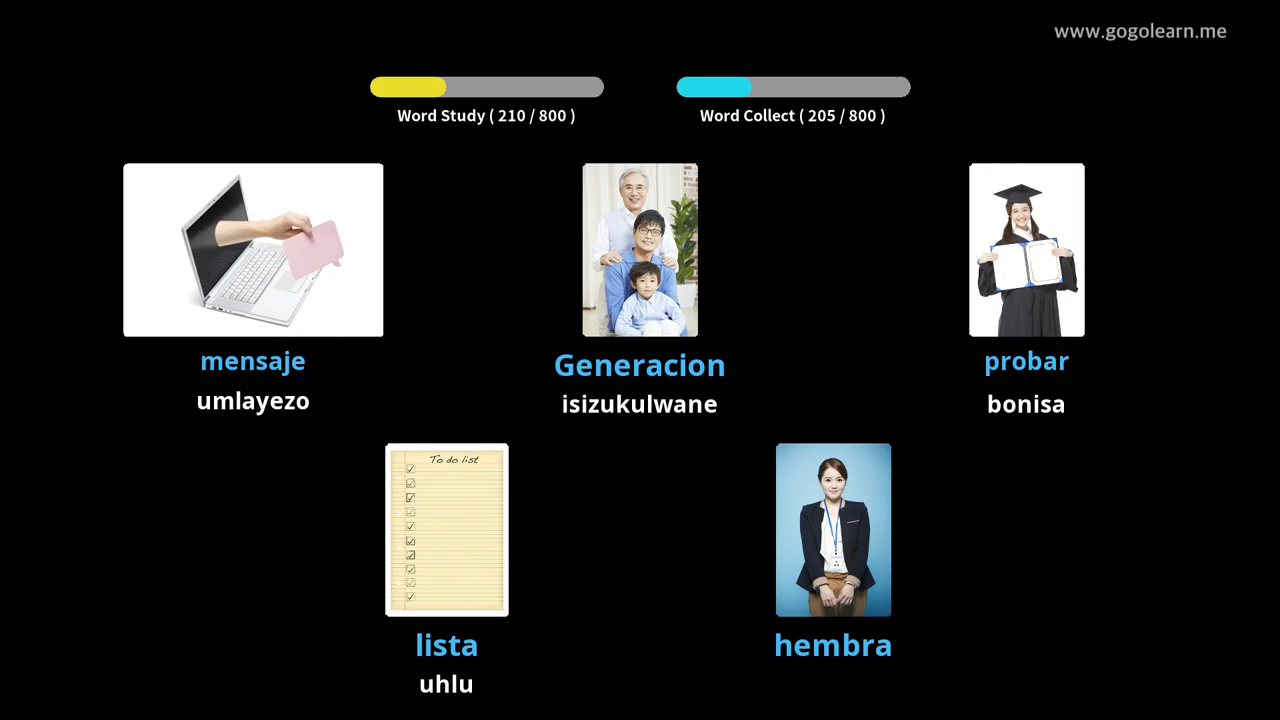 www.gogolearn.me
Word Study ( 210 / 800 )
Word Collect ( 205 / 800 )
mensaje
umlayezo
Generacion
isizukulwane
probar
bonisa
To do list
lista
uhlu
hembra